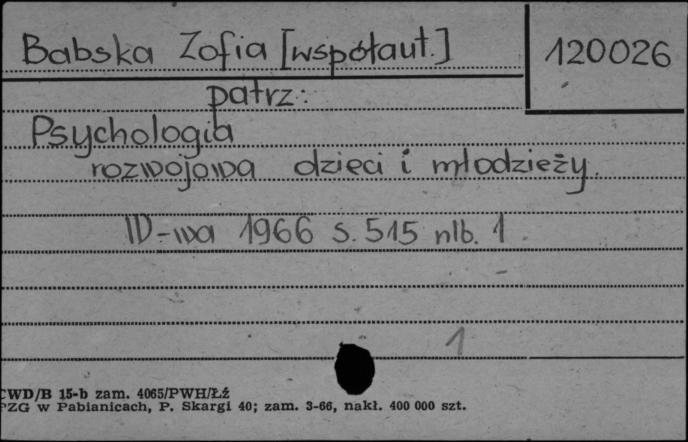 Babska Zofia [współaut.]
120026
patrz:
Psychologia
rozwojowa dzieci i młodzieży.
W-wa 1966 s. 515 nlb. 1.
1
CWD/B 15-b zam. 4065/PWH/Łź
PZG w Pabianicach, P. Skargi 40; zam. 3-66, nakł. 400 000 szt.